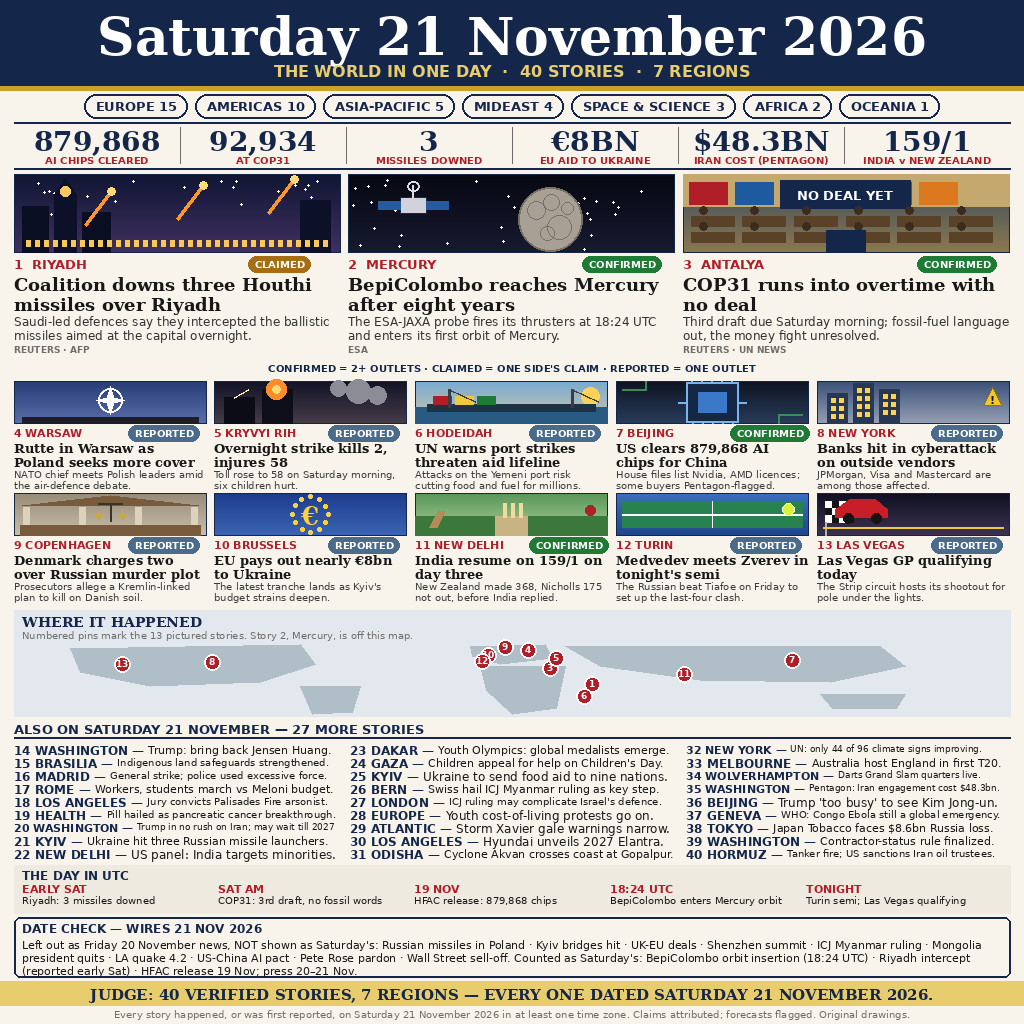 Saturday 21 November 2026
THE WORLD IN ONE DAY · 40 STORIES · 7 REGIONS
EUROPE 15
AMERICAS 10
ASIA-PACIFIC 5
MIDEAST 4
SPACE & SCIENCE 3
AFRICA 2
OCEANIA 1
879,868
AI CHIPS CLEARED
92,934
AT COP31
3
MISSILES DOWNED
€8BN
EU AID TO UKRAINE
$48.3BN
IRAN COST (PENTAGON)
159/1
INDIA v NEW ZEALAND
1 RIYADH
CLAIMED
Coalition downs three Houthi
missiles over Riyadh
Saudi-led defences say they intercepted the ballistic
missiles aimed at the capital overnight.
REUTERS · AFP
2 MERCURY
CONFIRMED
BepiColombo reaches Mercury
after eight years
The ESA-JAXA probe fires its thrusters at 18:24 UTC
and enters its first orbit of Mercury.
ESA
NO DEAL YET
3 ANTALYA
CONFIRMED
COP31 runs into overtime with
no deal
Third draft due Saturday morning; fossil-fuel language
out, the money fight unresolved.
REUTERS · UN NEWS
CONFIRMED = 2+ OUTLETS · CLAIMED = ONE SIDE'S CLAIM · REPORTED = ONE OUTLET
4 WARSAW
REPORTED
Rutte in Warsaw as
Poland seeks more cover
NATO chief meets Polish leaders amid
the air-defence debate.
5 KRYVYI RIH
REPORTED
Overnight strike kills 2,
injures 58
Toll rose to 58 on Saturday morning,
six children hurt.
6 HODEIDAH
REPORTED
UN warns port strikes
threaten aid lifeline
Attacks on the Yemeni port risk
cutting food and fuel for millions.
7 BEIJING
CONFIRMED
US clears 879,868 AI
chips for China
House files list Nvidia, AMD licences;
some buyers Pentagon-flagged.
!
8 NEW YORK
REPORTED
Banks hit in cyberattack
on outside vendors
JPMorgan, Visa and Mastercard are
among those affected.
9 COPENHAGEN
REPORTED
Denmark charges two
over Russian murder plot
Prosecutors allege a Kremlin-linked
plan to kill on Danish soil.
€
10 BRUSSELS
REPORTED
EU pays out nearly €8bn
to Ukraine
The latest tranche lands as Kyiv's
budget strains deepen.
11 NEW DELHI
CONFIRMED
India resume on 159/1 on
day three
New Zealand made 368, Nicholls 175
not out, before India replied.
12 TURIN
REPORTED
Medvedev meets Zverev in
tonight's semi
The Russian beat Tiafoe on Friday to
set up the last-four clash.
13 LAS VEGAS
REPORTED
Las Vegas GP qualifying
today
The Strip circuit hosts its shootout for
pole under the lights.
WHERE IT HAPPENED
Numbered pins mark the 13 pictured stories. Story 2, Mercury, is off this map.
13
8
10
12
9
4
5
3
1
6
11
7
ALSO ON SATURDAY 21 NOVEMBER — 27 MORE STORIES
14 WASHINGTON — Trump: bring back Jensen Huang.
15 BRASILIA — Indigenous land safeguards strengthened.
16 MADRID — General strike; police used excessive force.
17 ROME — Workers, students march vs Meloni budget.
18 LOS ANGELES — Jury convicts Palisades Fire arsonist.
19 HEALTH — Pill hailed as pancreatic cancer breakthrough.
20 WASHINGTON — Trump in no rush on Iran; may wait till 2027
21 KYIV — Ukraine hit three Russian missile launchers.
22 NEW DELHI — US panel: India targets minorities.
23 DAKAR — Youth Olympics: global medalists emerge.
24 GAZA — Children appeal for help on Children's Day.
25 KYIV — Ukraine to send food aid to nine nations.
26 BERN — Swiss hail ICJ Myanmar ruling as key step.
27 LONDON — ICJ ruling may complicate Israel's defence.
28 EUROPE — Youth cost-of-living protests go on.
29 ATLANTIC — Storm Xavier gale warnings narrow.
30 LOS ANGELES — Hyundai unveils 2027 Elantra.
31 ODISHA — Cyclone Akvan crosses coast at Gopalpur.
32 NEW YORK — UN: only 44 of 96 climate signs improving.
33 MELBOURNE — Australia host England in first T20.
34 WOLVERHAMPTON — Darts Grand Slam quarters live.
35 WASHINGTON — Pentagon: Iran engagement cost $48.3bn.
36 BEIJING — Trump 'too busy' to see Kim Jong-un.
37 GENEVA — WHO: Congo Ebola still a global emergency.
38 TOKYO — Japan Tobacco faces $8.6bn Russia loss.
39 WASHINGTON — Contractor-status rule finalized.
40 HORMUZ — Tanker fire; US sanctions Iran oil trustees.
THE DAY IN UTC
EARLY SAT
Riyadh: 3 missiles downed
SAT AM
COP31: 3rd draft, no fossil words
19 NOV
HFAC release: 879,868 chips
18:24 UTC
BepiColombo enters Mercury orbit
TONIGHT
Turin semi; Las Vegas qualifying
DATE CHECK — WIRES 21 NOV 2026
Left out as Friday 20 November news, NOT shown as Saturday's: Russian missiles in Poland · Kyiv bridges hit · UK-EU deals · Shenzhen summit · ICJ Myanmar ruling · Mongolia
president quits · LA quake 4.2 · US-China AI pact · Pete Rose pardon · Wall Street sell-off. Counted as Saturday's: BepiColombo orbit insertion (18:24 UTC) · Riyadh intercept
(reported early Sat) · HFAC release 19 Nov; press 20–21 Nov.
JUDGE: 40 VERIFIED STORIES, 7 REGIONS — EVERY ONE DATED SATURDAY 21 NOVEMBER 2026.
Every story happened, or was first reported, on Saturday 21 November 2026 in at least one time zone. Claims attributed; forecasts flagged. Original drawings.